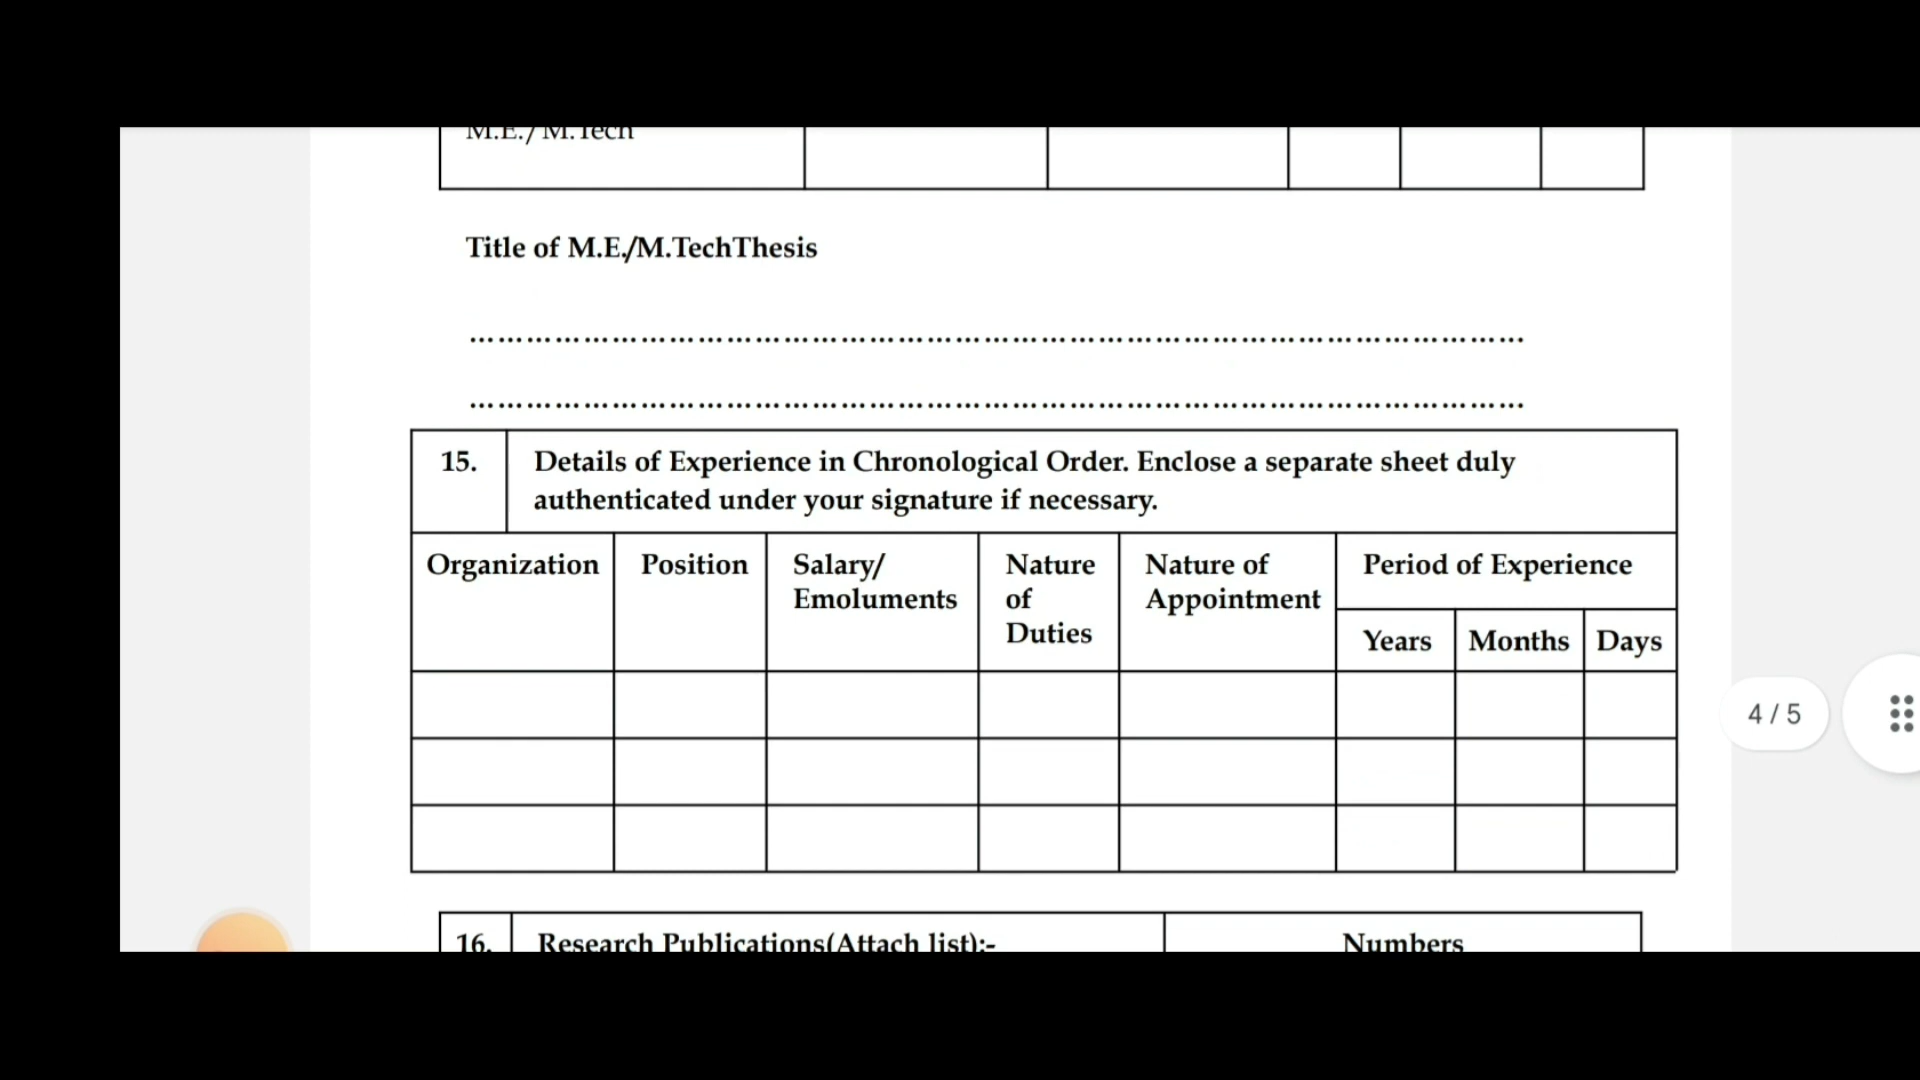 M.E./M.Tech
Title of M.E./M.TechThesis
……………………………………………………………………………………………………
……………………………………………………………………………………………………
15. Details of Experience in Chronological Order. Enclose a separate sheet duly
authenticated under your signature if necessary.
Organization Position Salary/ Nature Nature of Period of Experience
Emoluments of Appointment
Duties Years Months Days
4 / 5
16. Research Publications(Attach list):- Numbers